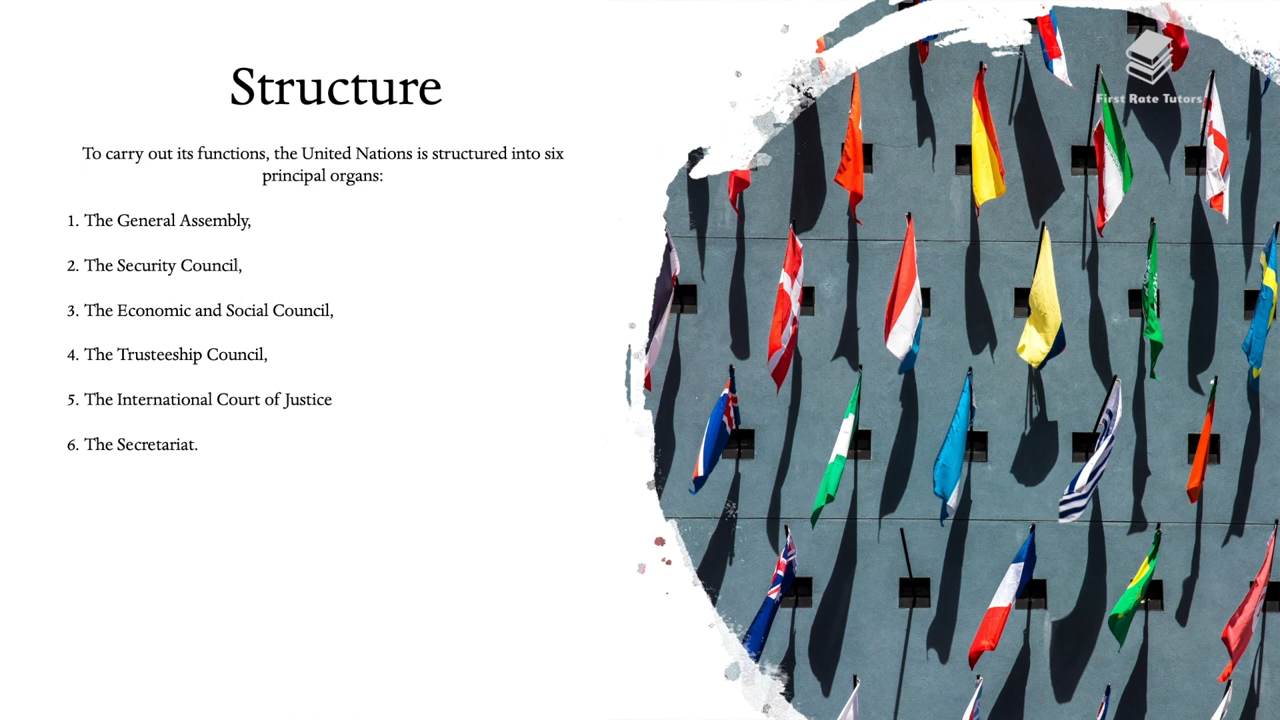 Structure
To carry out its functions, the United Nations is structured into six
principal organs:
1. The General Assembly,
2. The Security Council,
3. The Economic and Social Council,
4. The Trusteeship Council,
5. The International Court of Justice
6. The Secretariat.
First Rate Tutors